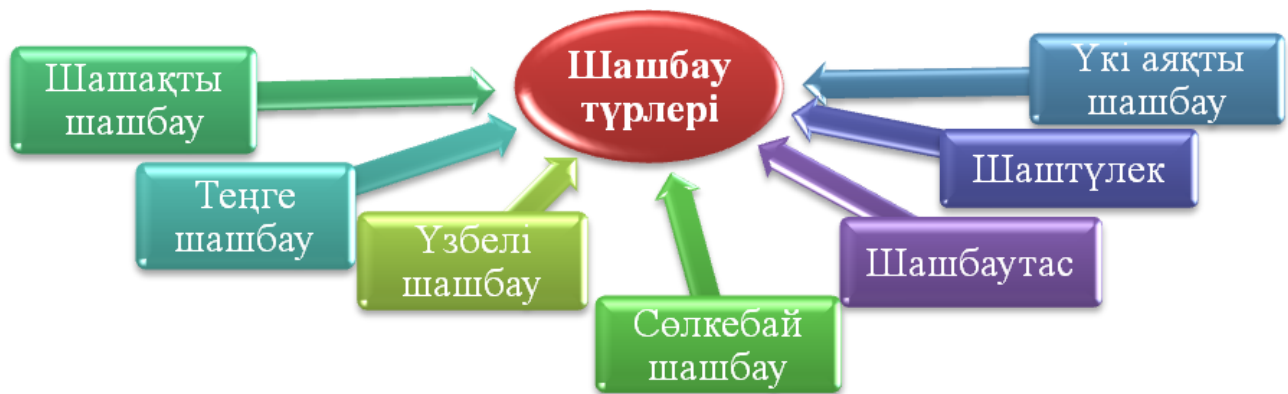 Шашбау
түрлері
Шашақты
шашбау
Теңге
шашбау
Үзбелі
шашбау
Сөлкебай
шашбау
Шашбаутас
Шаштүлек
Үкі аяқты
шашбау